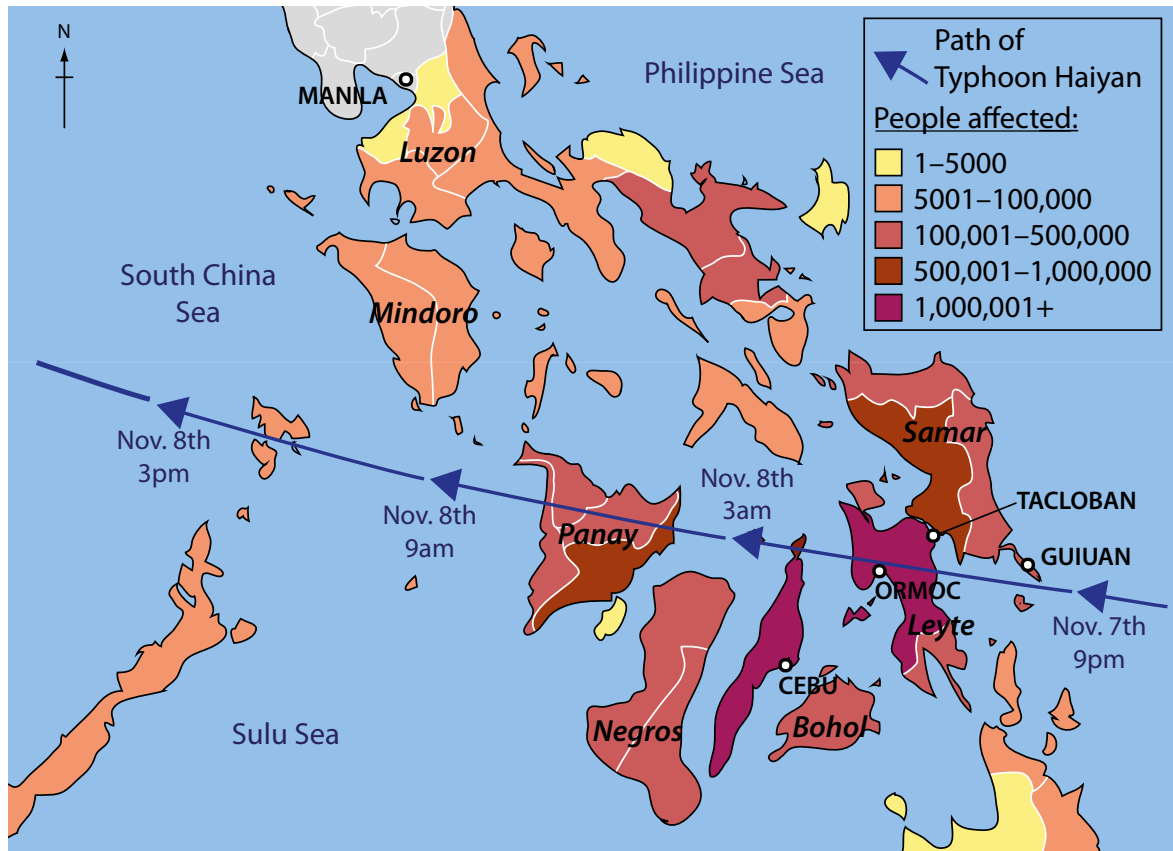 N
MANILA
Philippine Sea
Path of
Typhoon Haiyan
People affected:
1–5000
5001–100,000
100,001–500,000
500,001–1,000,000
1,000,001+
Luzon
South China
Sea
Mindoro
Samar
Nov. 8th
3pm
Nov. 8th
9am
Nov. 8th
3am
TACLOBAN
Panay
GUIUAN
ORMOC
Leyte
Nov. 7th
9pm
CEBU
Negros
Bohol
Sulu Sea